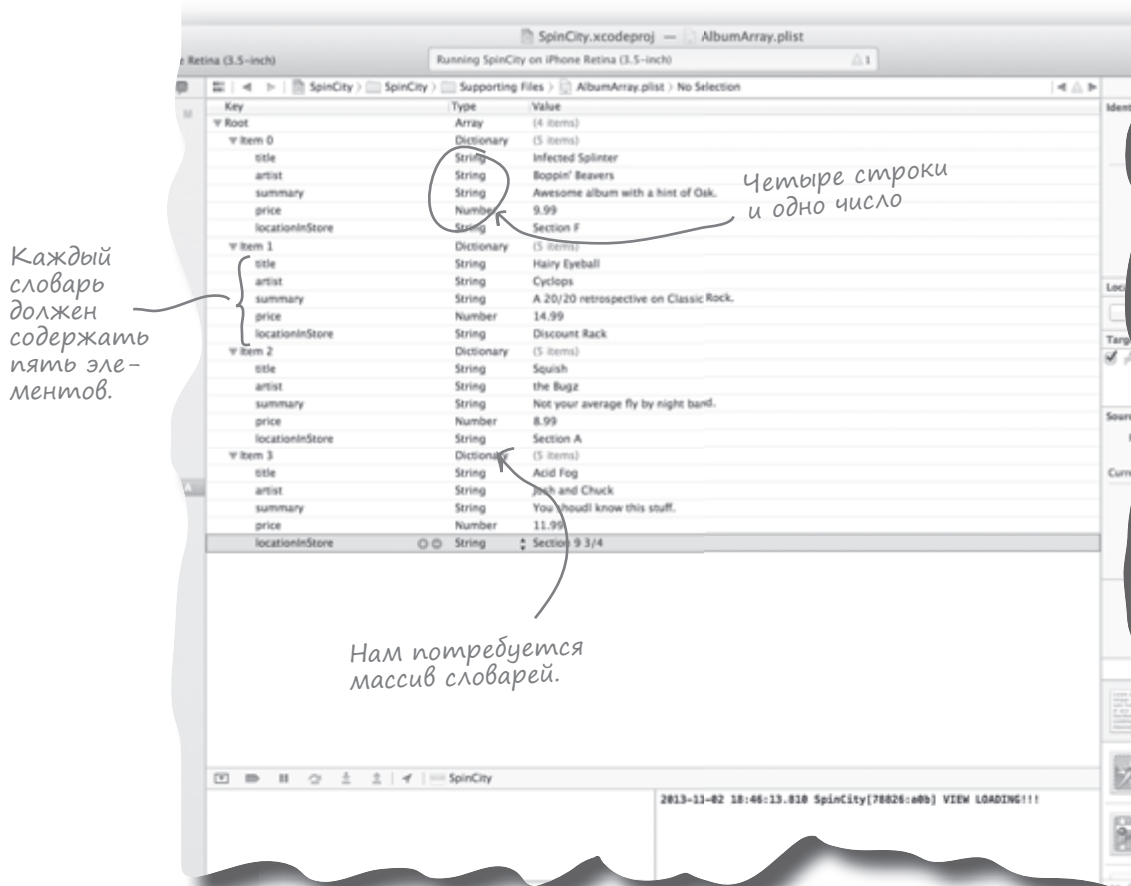 SpinCity.xcodeproj — AlbumArray.plist
Retina (3.5-inch)
Running SpinCity on iPhone Retina (3.5-inch) 1
SpinCity SpinCity Supporting Files AlbumArray.plist No Selection
Key Type Value
M
Root Array (4 items)
Item 0 Dictionary (5 items)
title String Infected Splinter
artist String Boppin' Beavers
summary String Awesome album with a hint of Oak.
price Number 9.99
locationInStore String Section F
Четыре строки
и одно число
Item 1 Dictionary (5 items)
title String Hairy Eyeball
artist String Cyclops
summary String A 20/20 retrospective on Classic Rock.
price Number 14.99
locationInStore String Discount Rack
Каждый
словарь
должен
содержать
пять эле-
ментов.
Item 2 Dictionary (5 items)
title String Squish
artist String the Bugz
summary String Not your average fly by night band.
price Number 8.99
locationInStore String Section A
Item 3 Dictionary (5 items)
title String Acid Fog
artist String Josh and Chuck
summary String You shoudl know this stuff.
price Number 11.99
locationInStore String Section 9 3/4
A
Нам потребуется
массив словарей.
Ident
Loca
Targ
Sourc
Curre
SpinCity
2013-11-02 18:46:13.810 SpinCity[78826:a0b] VIEW LOADING!!!